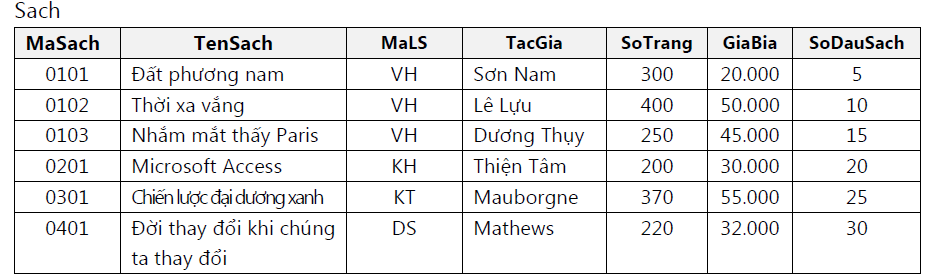 Sach
MaSach TenSach MaLS TacGia SoTrang GiaBia SoDauSach
0101 Đất phương nam VH Sơn Nam 300 20.000 5
0102 Thời xa vắng VH Lê Lựu 400 50.000 10
0103 Nhắm mắt thấy Paris VH Dương Thụy 250 45.000 15
0201 Microsoft Access KH Thiện Tâm 200 30.000 20
0301 Chiến lược đại dương xanh KT Mauborgne 370 55.000 25
0401 Đời thay đổi khi chúng DS Mathews 220 32.000 30
ta thay đổi